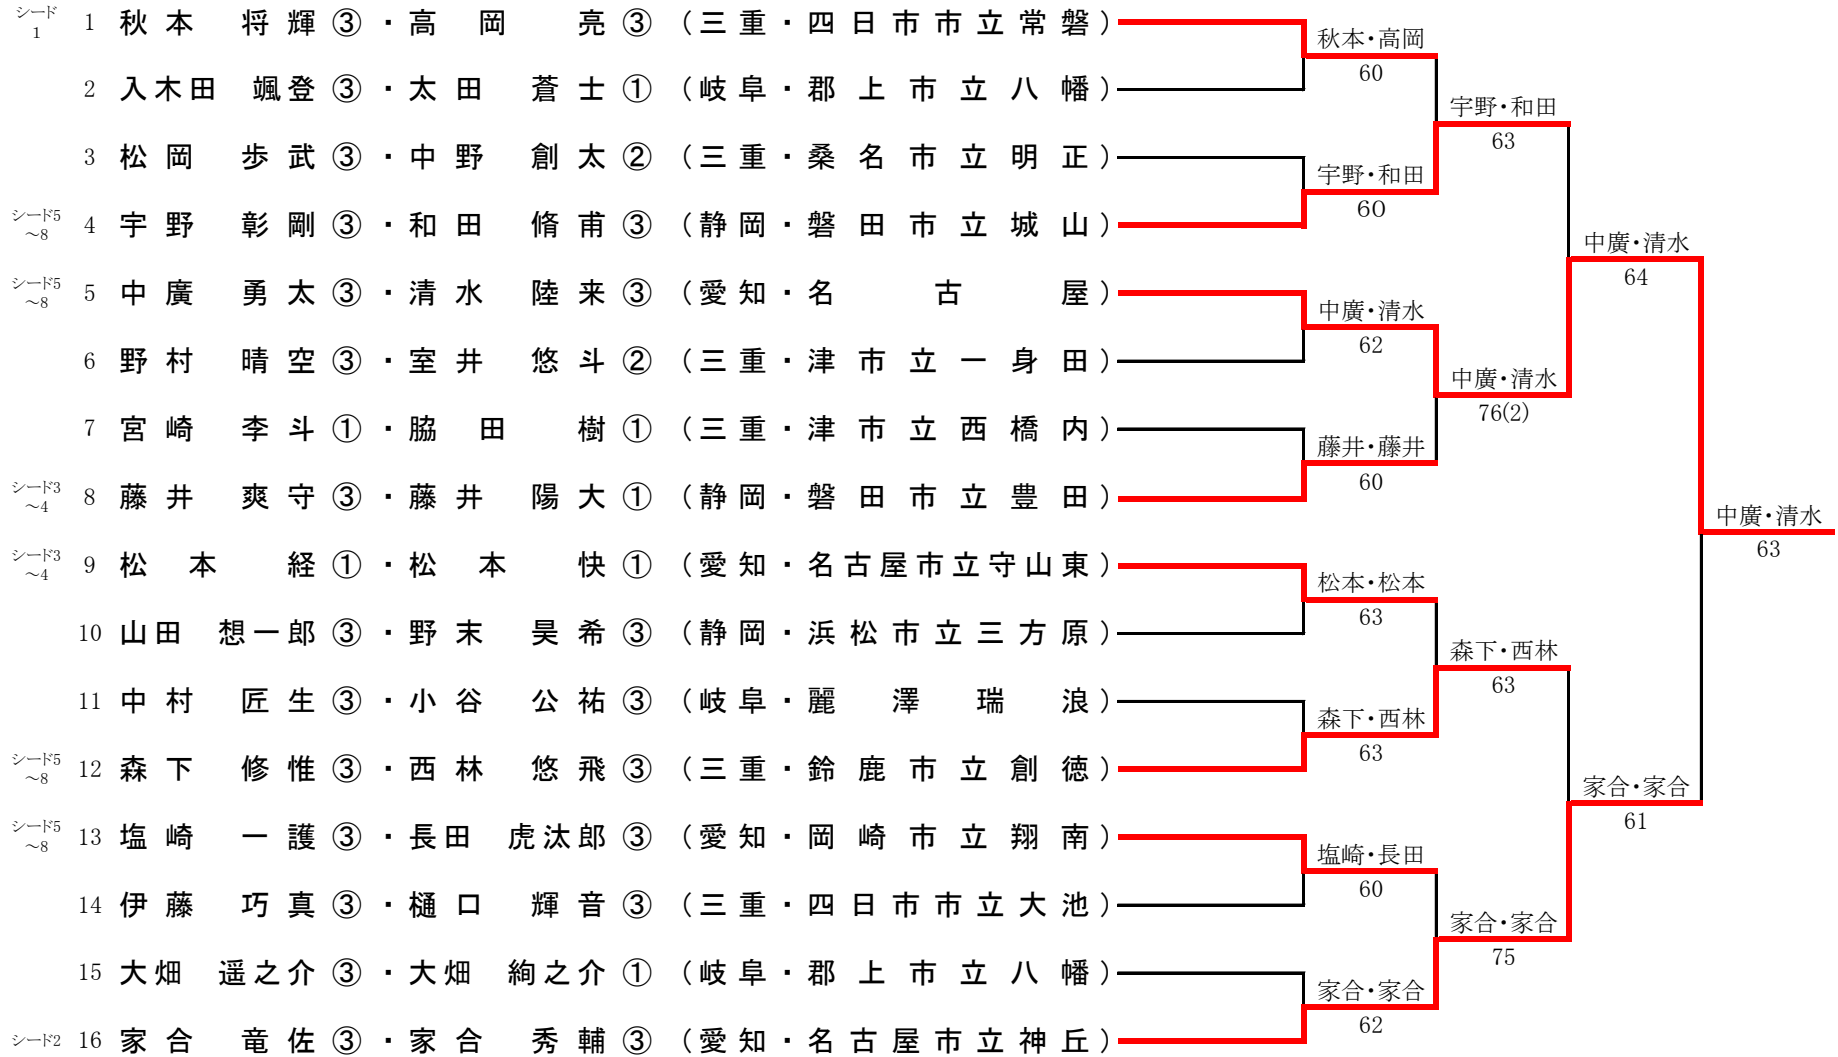 シード1 1 秋本 将輝③・高岡 亮③ (三重・四日市市立常磐)
秋本・高岡
60
2 入木田 颯登③・太田 蒼士① (岐阜・郡上市立八幡)
宇野・和田
63
3 松岡 歩武③・中野 創太② (三重・桑名市立明正)
宇野・和田
60
シード5～8 4 宇野 彰剛③・和田 脩甫③ (静岡・磐田市立城山)
中廣・清水
64
シード5～8 5 中廣 勇太③・清水 陸来③ (愛知・名古屋)
中廣・清水
62
6 野村 晴空③・室井 悠斗② (三重・津市立一身田)
中廣・清水
76(2)
7 宮崎 李斗①・脇田 樹① (三重・津市立西橋内)
藤井・藤井
60
シード3～4 8 藤井 爽守③・藤井 陽大① (静岡・磐田市立豊田)
中廣・清水
63
シード3～4 9 松本 経①・松本 快① (愛知・名古屋市立守山東)
松本・松本
63
10 山田 想一郎③・野末 昊希③ (静岡・浜松市立三方原)
森下・西林
63
11 中村 匠生③・小谷 公祐③ (岐阜・麗澤瑞浪)
森下・西林
63
シード5～8 12 森下 修惟③・西林 悠飛③ (三重・鈴鹿市立創徳)
家合・家合
61
シード5～8 13 塩崎 一護③・長田 虎汰郎③ (愛知・岡崎市立翔南)
塩崎・長田
60
14 伊藤 巧真③・樋口 輝音③ (三重・四日市市立大池)
家合・家合
75
15 大畑 遥之介③・大畑 絢之介① (岐阜・郡上市立八幡)
家合・家合
62
シード2 16 家合 竜佐③・家合 秀輔③ (愛知・名古屋市立神丘)